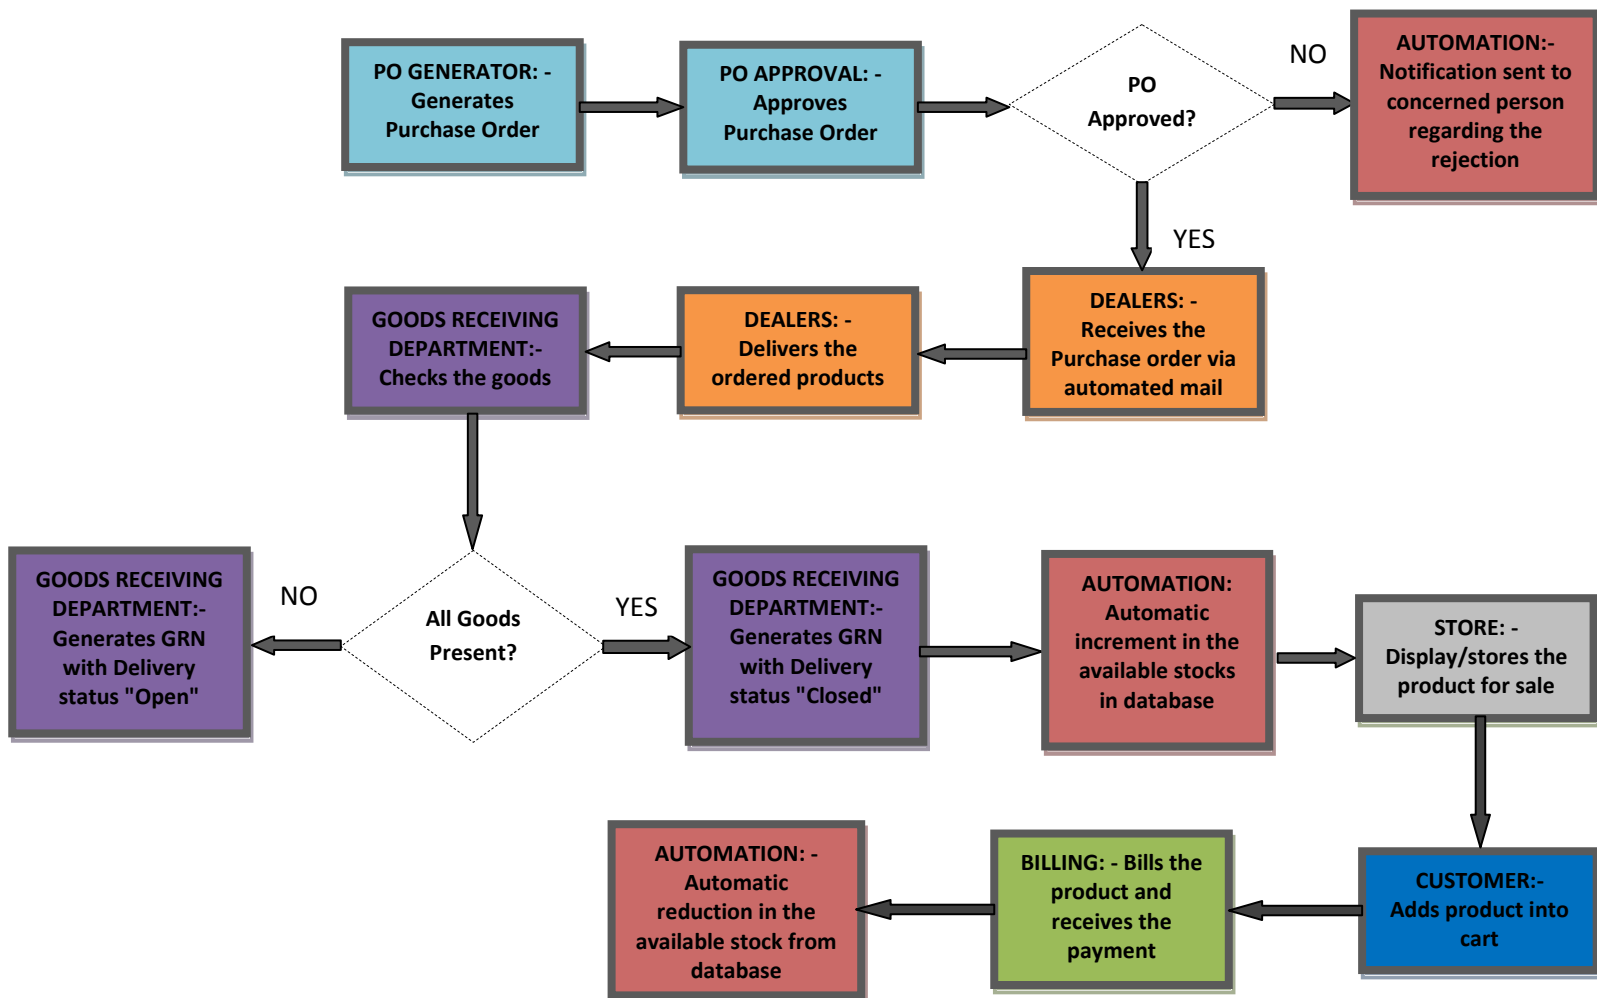 PO GENERATOR: -
Generates
Purchase Order
PO APPROVAL: -
Approves
Purchase Order
PO
Approved?
NO
AUTOMATION:-
Notification sent to
concerned person
regarding the
rejection
YES
DEALERS: -
Receives the
Purchase order via
automated mail
DEALERS: -
Delivers the
ordered products
GOODS RECEIVING
DEPARTMENT:-
Checks the goods
All Goods
Present?
NO
GOODS RECEIVING
DEPARTMENT:-
Generates GRN
with Delivery
status "Open"
YES
GOODS RECEIVING
DEPARTMENT:-
Generates GRN
with Delivery
status "Closed"
AUTOMATION:
Automatic
increment in the
available stocks
in database
STORE: -
Display/stores the
product for sale
CUSTOMER:-
Adds product into
cart
BILLING: - Bills the
product and
receives the
payment
AUTOMATION: -
Automatic
reduction in the
available stock from
database